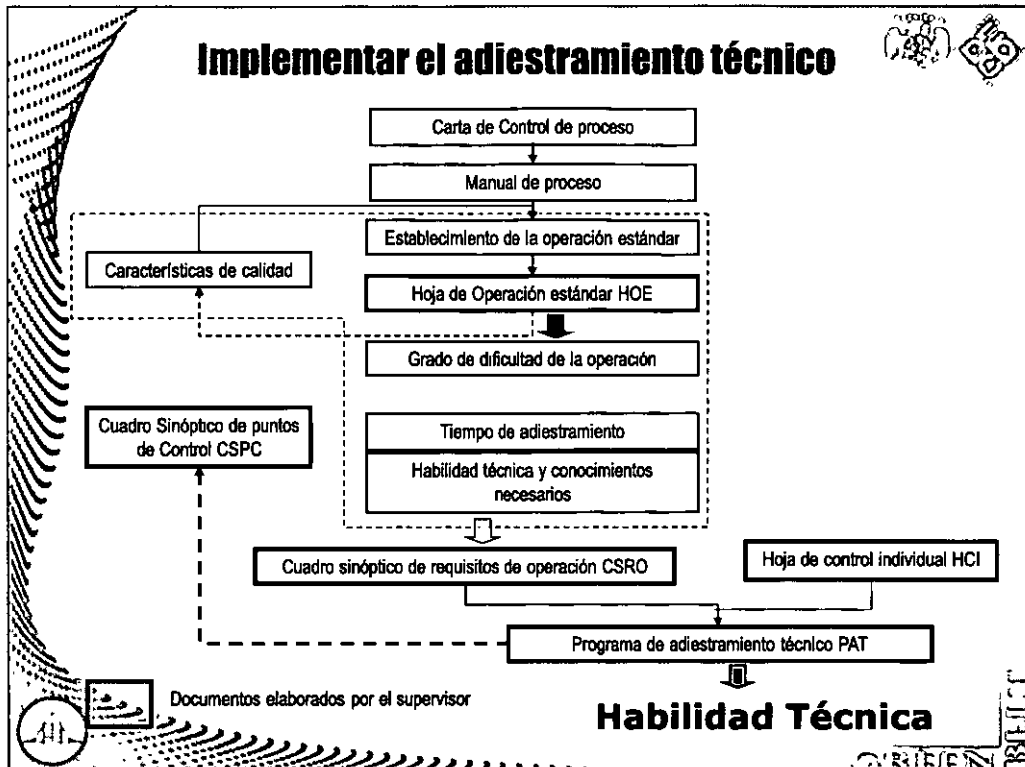 Implementar el adiestramiento técnico
Carta de Control de proceso
Manual de proceso
Establecimiento de la operación estándar
Características de calidad
Hoja de Operación estándar HOE
Grado de dificultad de la operación
Cuadro Sinóptico de puntos
de Control CSPC
Tiempo de adiestramiento
Habilidad técnica y conocimientos
necesarios
Cuadro sinóptico de requisitos de operación CSRO
Hoja de control individual HCI
Programa de adiestramiento técnico PAT
Documentos elaborados por el supervisor
Habilidad Técnica